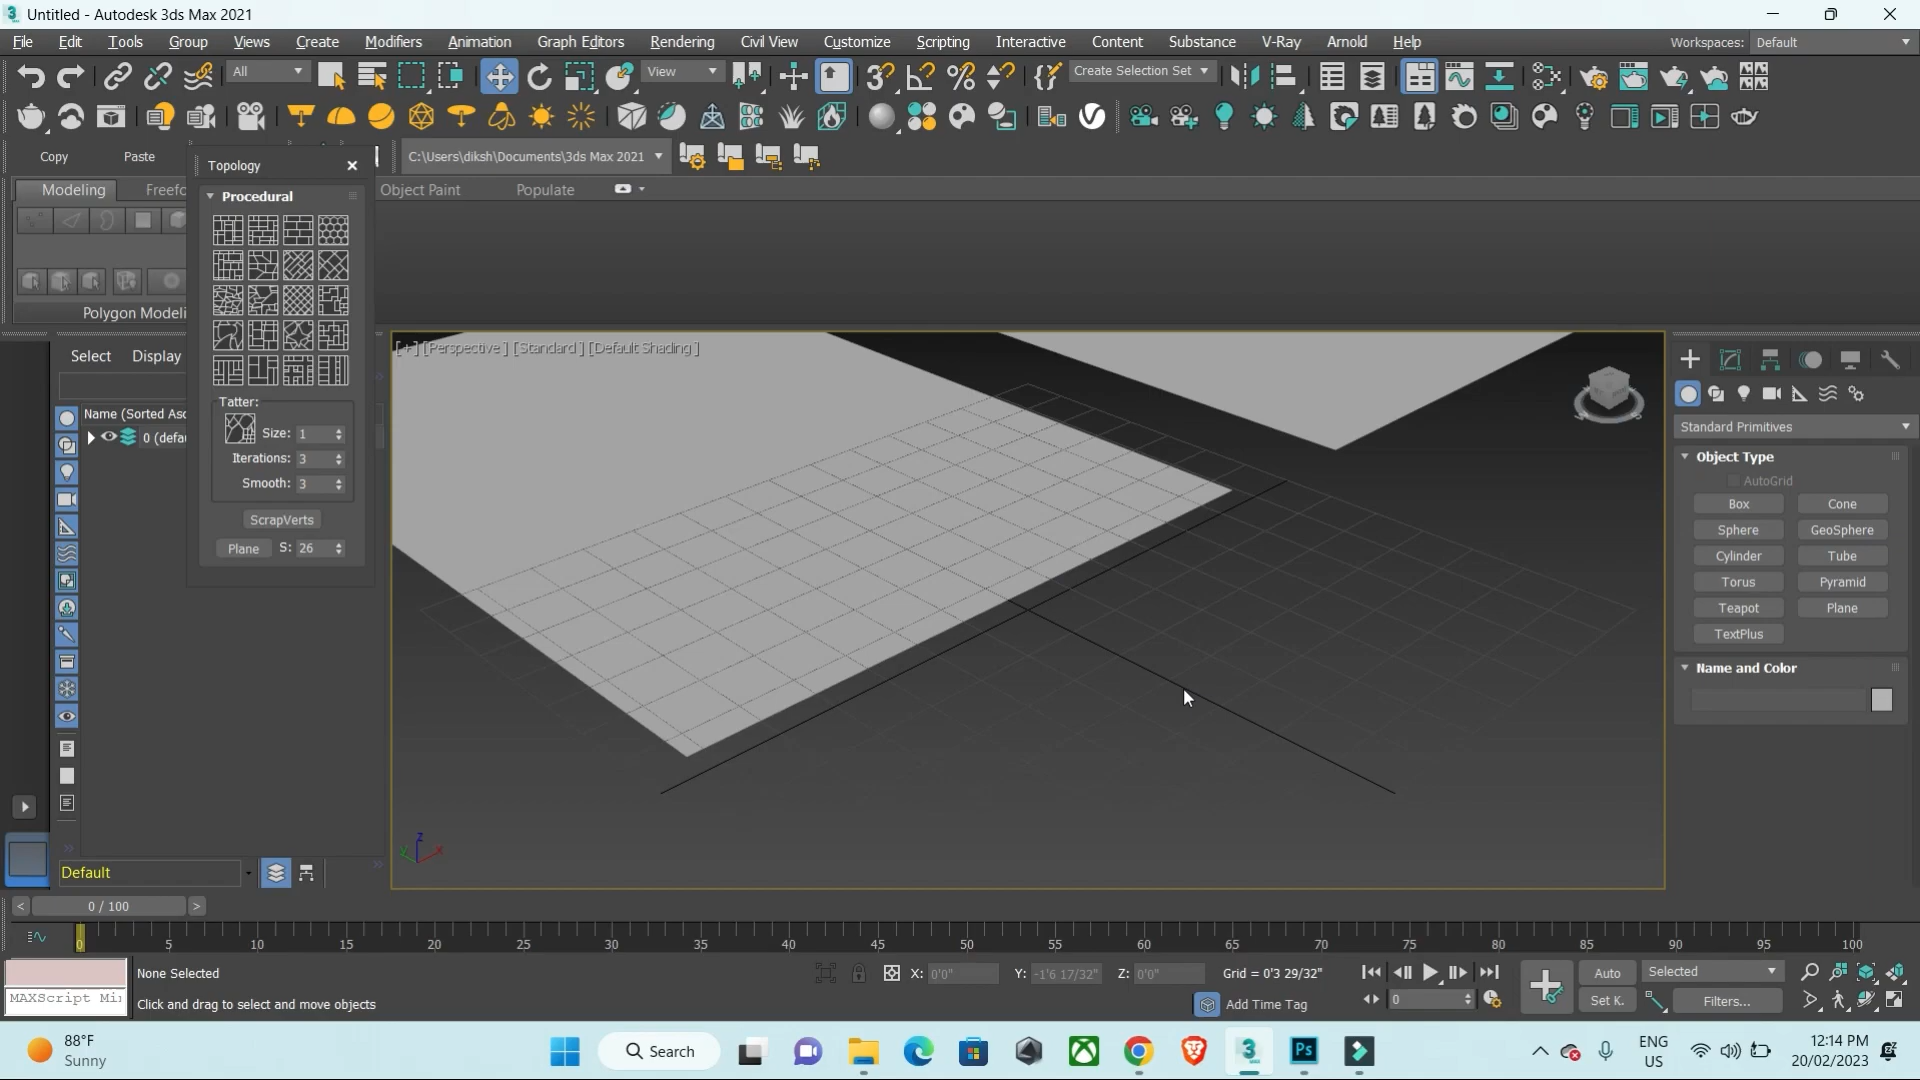 Untitled - Autodesk 3ds Max 2021
File Edit Tools Group Views Create Modifiers Animation Graph Editors Rendering Civil View Customize Scripting Interactive Content Substance V-Ray Arnold Help
Workspaces: Default
All
View
Create Selection Set
Copy Paste
C:\Users\diksh\Documents\3ds Max 2021
Modeling Freefo
Object Paint Populate
Topology
Procedural
Tatter:
Size: 1
Iterations: 3
Smooth: 3
ScrapVerts
Plane S: 26
Polygon Modeli
Select Display
Name (Sorted Asc
0 (defau
[+] [Perspective ] [Standard ] [Default Shading ]
z
y
x
Standard Primitives
Object Type
AutoGrid
Box Cone
Sphere GeoSphere
Cylinder Tube
Torus Pyramid
Teapot Plane
TextPlus
Name and Color
Default
< 0 / 100 >
0 5 10 15 20 25 30 35 40 45 50 55 60 65 70 75 80 85 90 95 100
None Selected
MAXScript Mi
Click and drag to select and move objects
X: 0'0" Y: -1'6 17/32" Z: 0'0" Grid = 0'3 29/32"
Add Time Tag
0
Auto Selected
Set K. Filters...
88°F
Sunny
Search
ENG
US
12:14 PM
20/02/2023